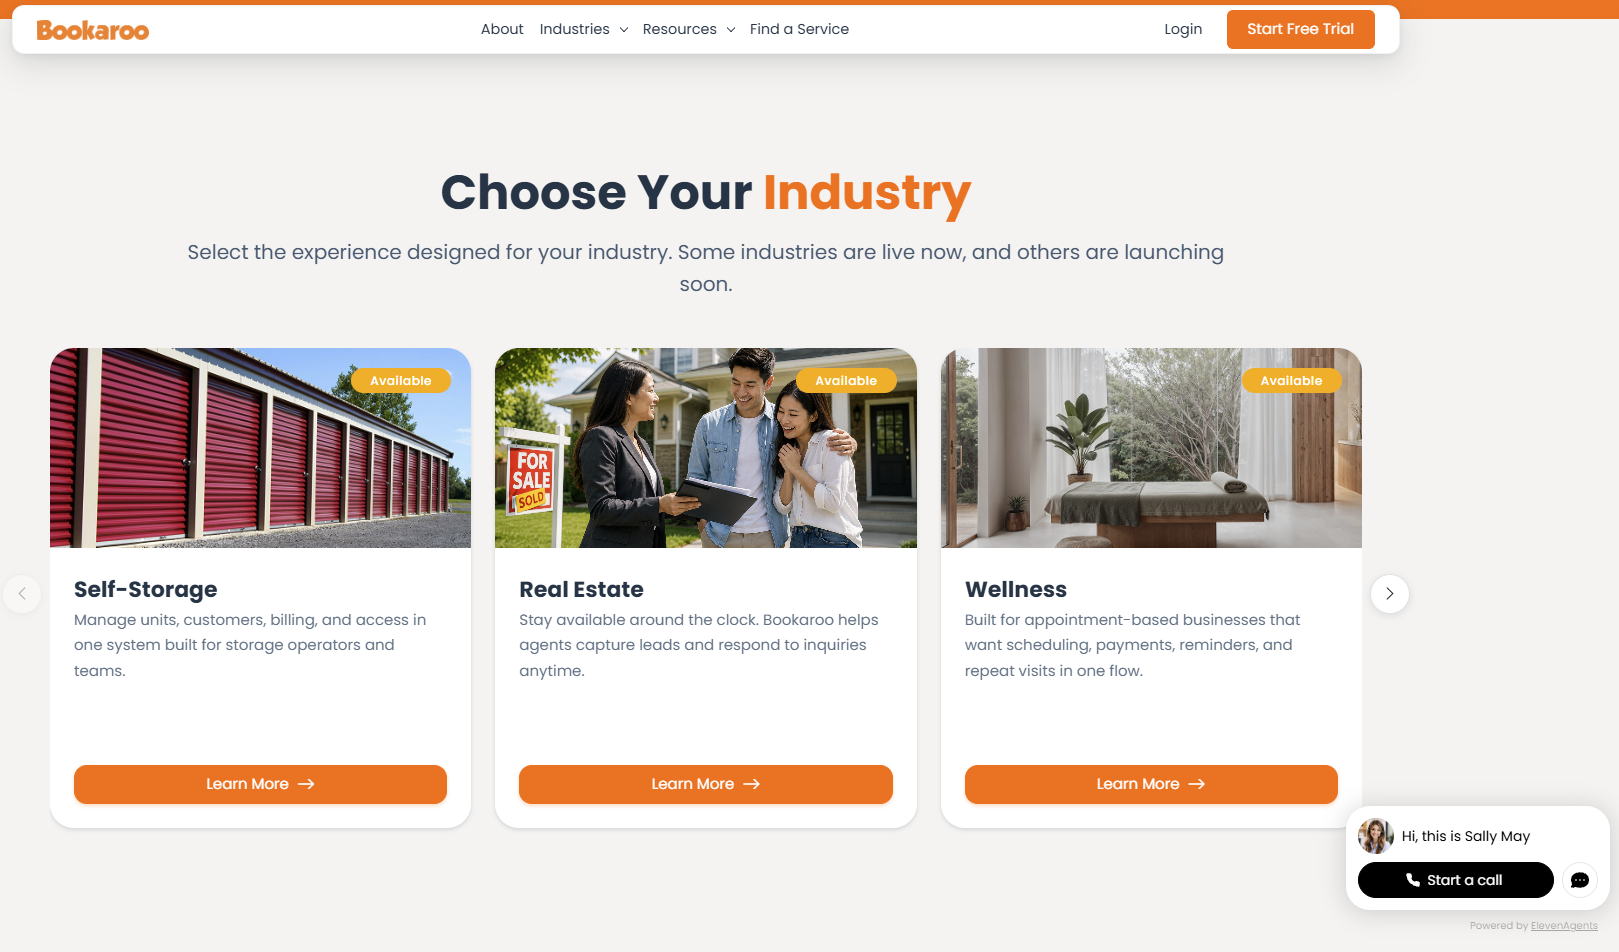 Bookaroo
About
Industries
Resources
Find a Service
Login
Start Free Trial
Choose Your Industry
Select the experience designed for your industry. Some industries are live now, and others are launching
soon.
Available
Self-Storage
Manage units, customers, billing, and access in
one system built for storage operators and
teams.
Learn More
Available
FOR
SALE
SOLD
Real Estate
Stay available around the clock. Bookaroo helps
agents capture leads and respond to inquiries
anytime.
Learn More
Available
Wellness
Built for appointment-based businesses that
want scheduling, payments, reminders, and
repeat visits in one flow.
Learn More
Hi, this is Sally May
Start a call
Powered by ElevenAgents